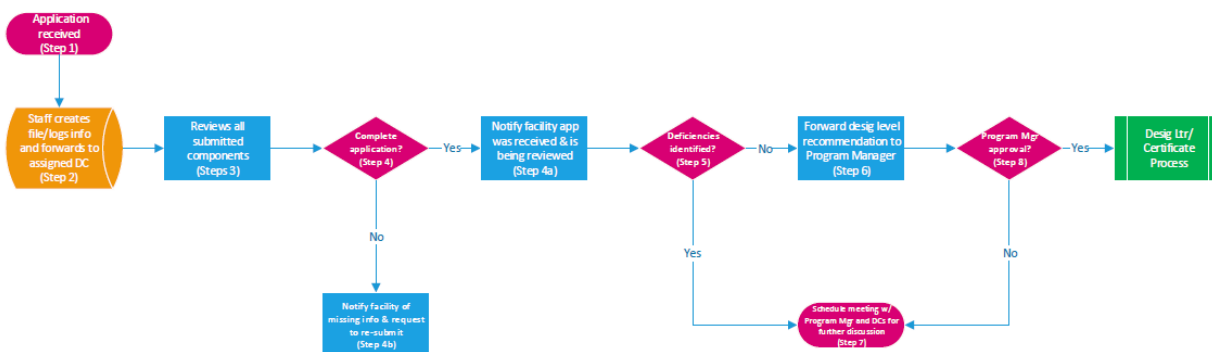 Application
received
(Step 1)
Staff creates
file/logs info
and forwards to
assigned DC
(Step 2)
Reviews all
submitted
components
(Steps 3)
Complete
application?
(Step 4)
Yes
No
Notify facility of
missing info & request
to re-submit
(Step 4b)
Notify facility app
was received & is
being reviewed
(Step 4a)
Deficiencies
identified?
(Step 5)
No
Yes
Forward desig level
recommendation to
Program Manager
(Step 6)
Program Mgr
approval?
(Step 8)
Yes
No
Schedule meeting w/
Program Mgr and DCs for
further discussion
(Step 7)
Desig Ltr/
Certificate
Process